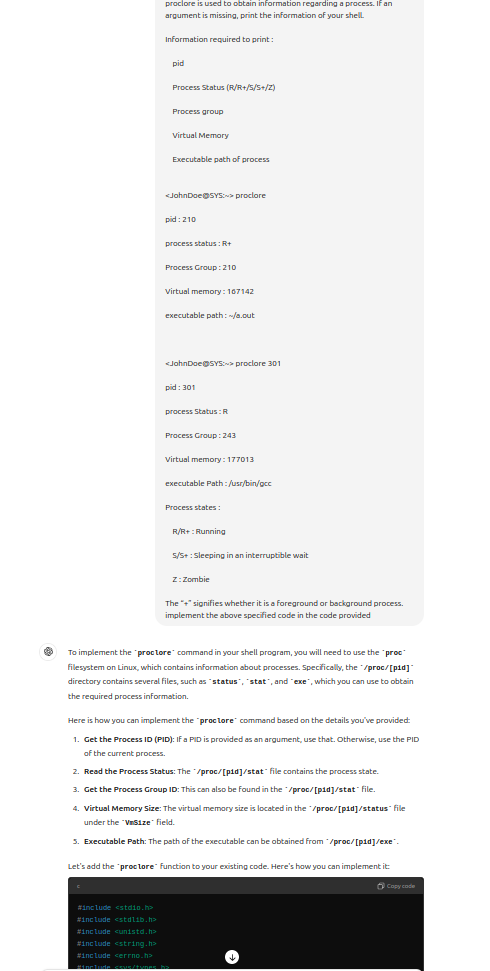 proclore is used to obtain information regarding a process. If an
argument is missing, print the information of your shell.
Information required to print :
pid
Process Status (R/R+/S/S+/Z)
Process group
Virtual Memory
Executable path of process
<JohnDoe@SYS:~> proclore
pid : 210
process status : R+
Process Group : 210
Virtual memory : 167142
executable path : ~/a.out
<JohnDoe@SYS:~> proclore 301
pid : 301
process Status : R
Process Group : 243
Virtual memory : 177013
executable Path : /usr/bin/gcc
Process states :
R/R+ : Running
S/S+ : Sleeping in an interruptible wait
Z : Zombie
The "+" signifies whether it is a foreground or background process.
implement the above specified code in the code provided
To implement the `proclore` command in your shell program, you will need to use the `proc`
filesystem on Linux, which contains information about processes. Specifically, the `/proc/[pid]`
directory contains several files, such as `status`, `stat`, and `exe`, which you can use to obtain
the required process information.
Here is how you can implement the `proclore` command based on the details you've provided:
1. Get the Process ID (PID): If a PID is provided as an argument, use that. Otherwise, use the PID
of the current process.
2. Read the Process Status: The `/proc/[pid]/stat` file contains the process state.
3. Get the Process Group ID: This can also be found in the `/proc/[pid]/stat` file.
4. Virtual Memory Size: The virtual memory size is located in the `/proc/[pid]/status` file
under the `VmSize` field.
5. Executable Path: The path of the executable can be obtained from `/proc/[pid]/exe`.
Let's add the `proclore` function to your existing code. Here's how you can implement it:
c Copy code
#include <stdio.h>
#include <stdlib.h>
#include <unistd.h>
#include <string.h>
#include <errno.h>
#include <sys/types.h>